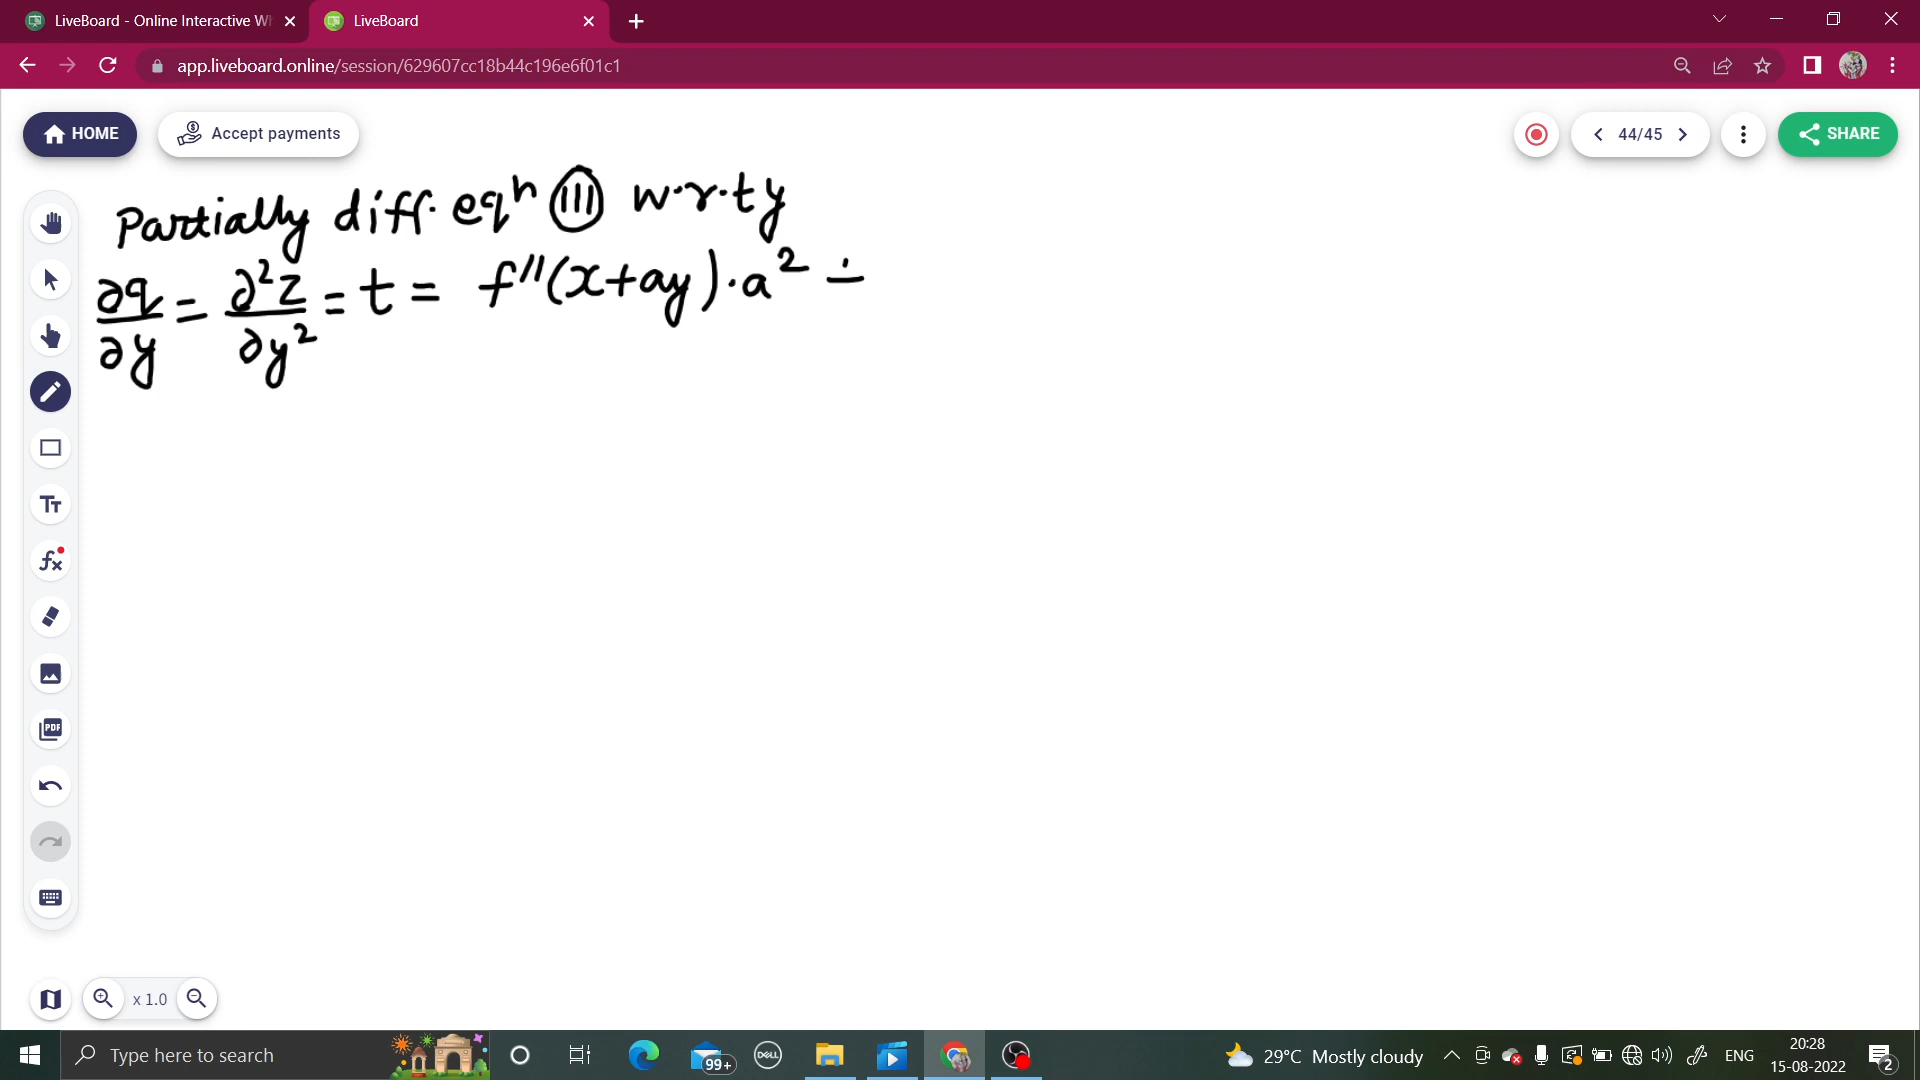 LiveBoard - Online Interactive Wh
LiveBoard
app.liveboard.online/session/629607cc18b44c196e6f01c1
HOME
Accept payments
44/45
SHARE
Partially diff. eqⁿ (III) w.r.t y
∂q/∂y = ∂²z/∂y² = t = f''(x+ay)·a² ∸
x 1.0
Type here to search
99+
DELL
29°C Mostly cloudy
ENG
20:28
15-08-2022
2